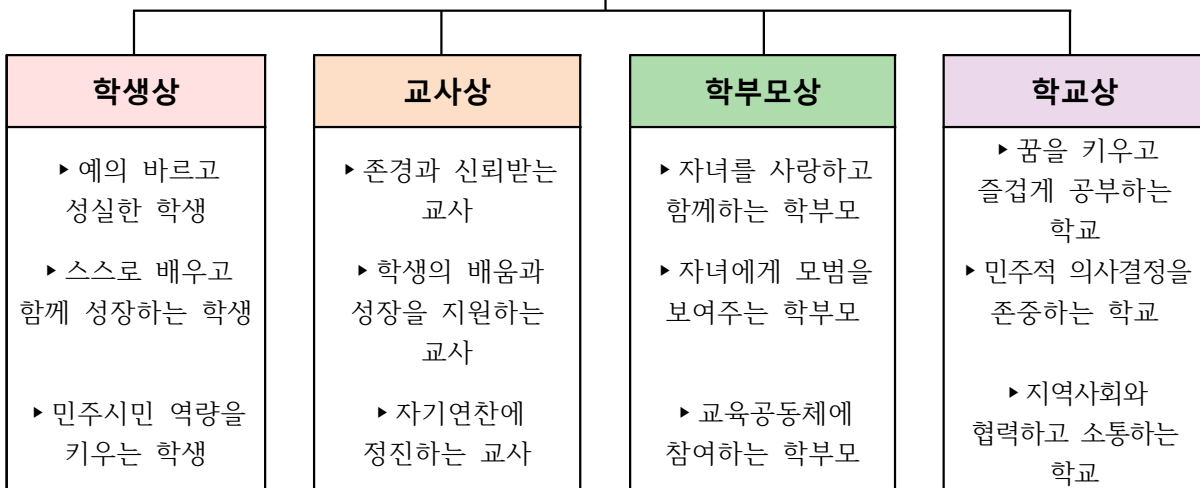 학생상
▸예의 바르고
성실한 학생
▸스스로 배우고
함께 성장하는 학생
▸민주시민 역량을
키우는 학생
교사상
▸존경과 신뢰받는
교사
▸학생의 배움과
성장을 지원하는
교사
▸자기연찬에
정진하는 교사
학부모상
▸자녀를 사랑하고
함께하는 학부모
▸자녀에게 모범을
보여주는 학부모
▸교육공동체에
참여하는 학부모
학교상
▸꿈을 키우고
즐겁게 공부하는
학교
▸민주적 의사결정을
존중하는 학교
▸지역사회와
협력하고 소통하는
학교